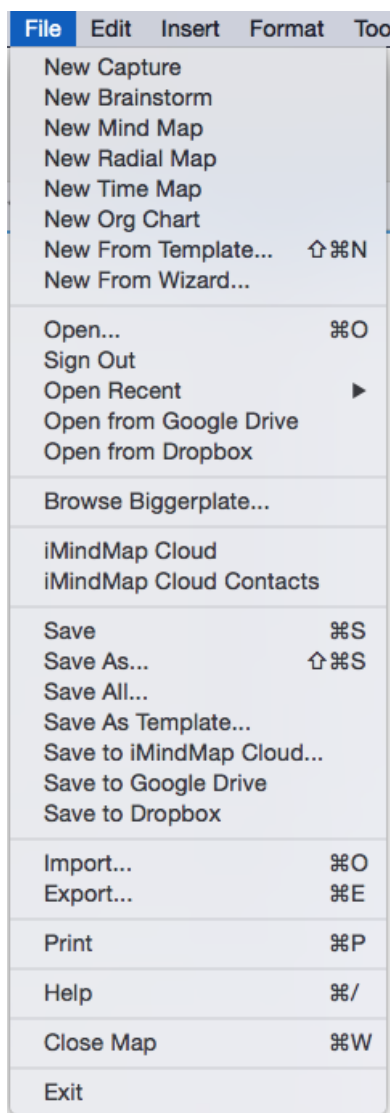 File Edit Insert Format Too
New Capture
New Brainstorm
New Mind Map
New Radial Map
New Time Map
New Org Chart
New From Template... ⇧⌘N
New From Wizard...
Open... ⌘O
Sign Out
Open Recent ▶
Open from Google Drive
Open from Dropbox
Browse Biggerplate...
iMindMap Cloud
iMindMap Cloud Contacts
Save ⌘S
Save As... ⇧⌘S
Save All...
Save As Template...
Save to iMindMap Cloud...
Save to Google Drive
Save to Dropbox
Import... ⌘O
Export... ⌘E
Print ⌘P
Help ⌘/
Close Map ⌘W
Exit